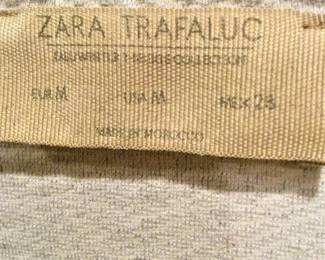 ZARA TRAFALUC
EUR M USA M MEX 28
MADE IN MOROCCO